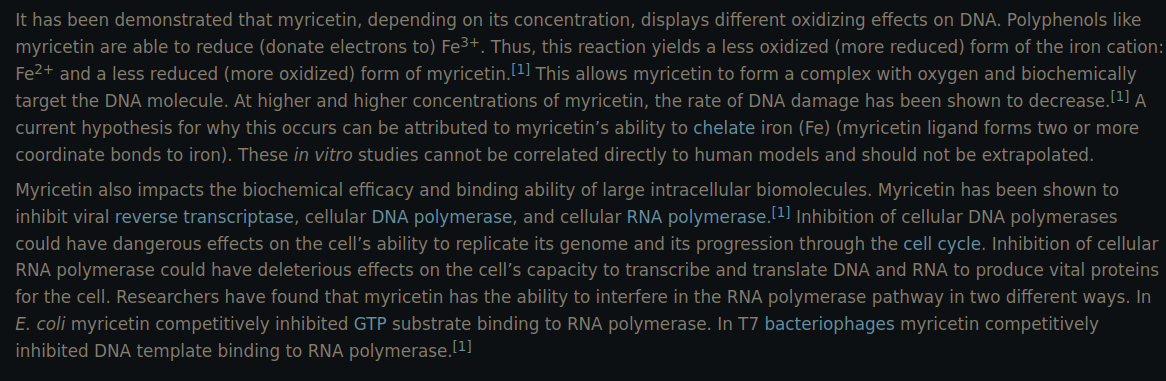 It has been demonstrated that myricetin, depending on its concentration, displays different oxidizing effects on DNA. Polyphenols like
myricetin are able to reduce (donate electrons to) Fe3+. Thus, this reaction yields a less oxidized (more reduced) form of the iron cation:
Fe2+ and a less reduced (more oxidized) form of myricetin.[1] This allows myricetin to form a complex with oxygen and biochemically
target the DNA molecule. At higher and higher concentrations of myricetin, the rate of DNA damage has been shown to decrease.[1] A
current hypothesis for why this occurs can be attributed to myricetin’s ability to chelate iron (Fe) (myricetin ligand forms two or more
coordinate bonds to iron). These in vitro studies cannot be correlated directly to human models and should not be extrapolated.
Myricetin also impacts the biochemical efficacy and binding ability of large intracellular biomolecules. Myricetin has been shown to
inhibit viral reverse transcriptase, cellular DNA polymerase, and cellular RNA polymerase.[1] Inhibition of cellular DNA polymerases
could have dangerous effects on the cell’s ability to replicate its genome and its progression through the cell cycle. Inhibition of cellular
RNA polymerase could have deleterious effects on the cell’s capacity to transcribe and translate DNA and RNA to produce vital proteins
for the cell. Researchers have found that myricetin has the ability to interfere in the RNA polymerase pathway in two different ways. In
E. coli myricetin competitively inhibited GTP substrate binding to RNA polymerase. In T7 bacteriophages myricetin competitively
inhibited DNA template binding to RNA polymerase.[1]